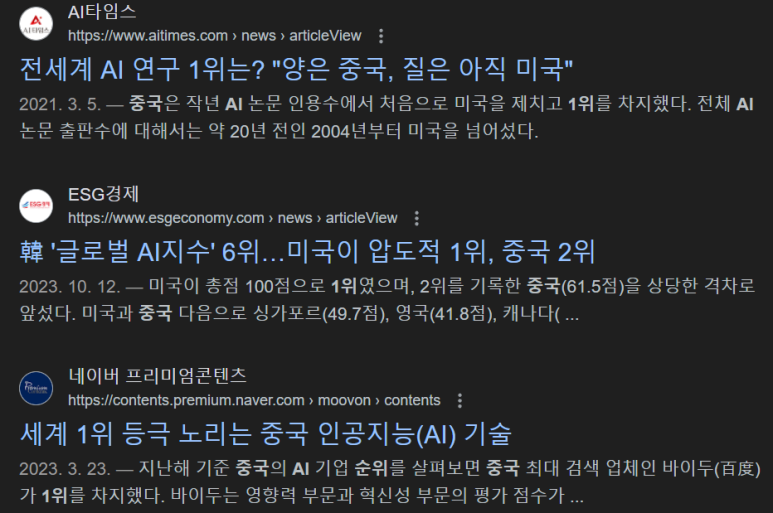 AI타임스
https://www.aitimes.com › news › articleView
전세계 AI 연구 1위는? "양은 중국, 질은 아직 미국"
2021. 3. 5. — 중국은 작년 AI 논문 인용수에서 처음으로 미국을 제치고 1위를 차지했다. 전체 AI
논문 출판수에 대해서는 약 20년 전인 2004년부터 미국을 넘어섰다.
ESG경제
https://www.esgeconomy.com › news › articleView
韓 '글로벌 AI지수' 6위...미국이 압도적 1위, 중국 2위
2023. 10. 12. — 미국이 총점 100점으로 1위였으며, 2위를 기록한 중국(61.5점)을 상당한 격차로
앞섰다. 미국과 중국 다음으로 싱가포르(49.7점), 영국(41.8점), 캐나다( ...
네이버 프리미엄콘텐츠
https://contents.premium.naver.com › moovon › contents
세계 1위 등극 노리는 중국 인공지능(AI) 기술
2023. 3. 23. — 지난해 기준 중국의 AI 기업 순위를 살펴보면 중국 최대 검색 업체인 바이두(百度)
가 1위를 차지했다. 바이두는 영향력 부문과 혁신성 부문의 평가 점수가 ...